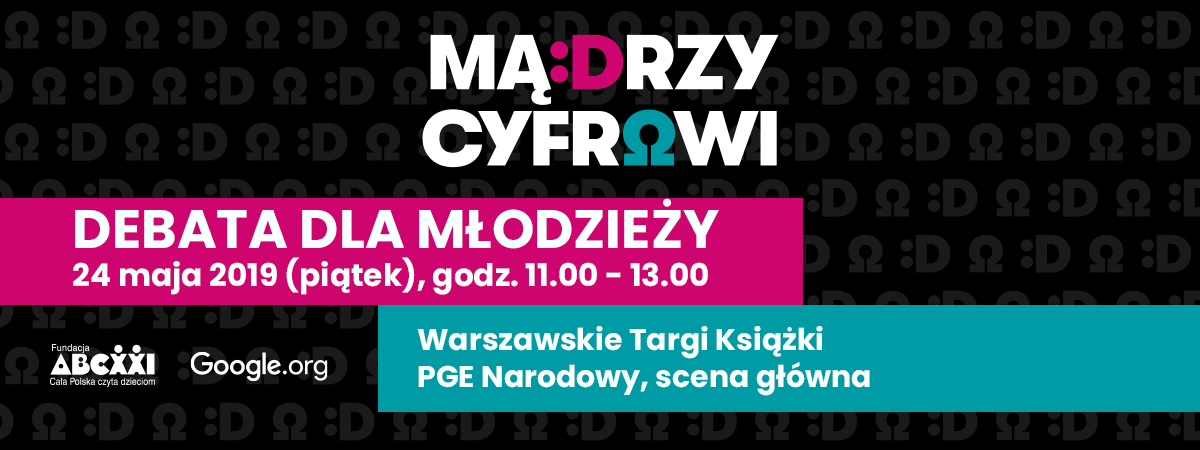 MĄ:DRZY
CYFRΩWI
DEBATA DLA MŁODZIEŻY
24 maja 2019 (piątek), godz. 11.00 - 13.00
Warszawskie Targi Książki
PGE Narodowy, scena główna
Fundacja
ABCXXI
Cała Polska czyta dzieciom
Google.org